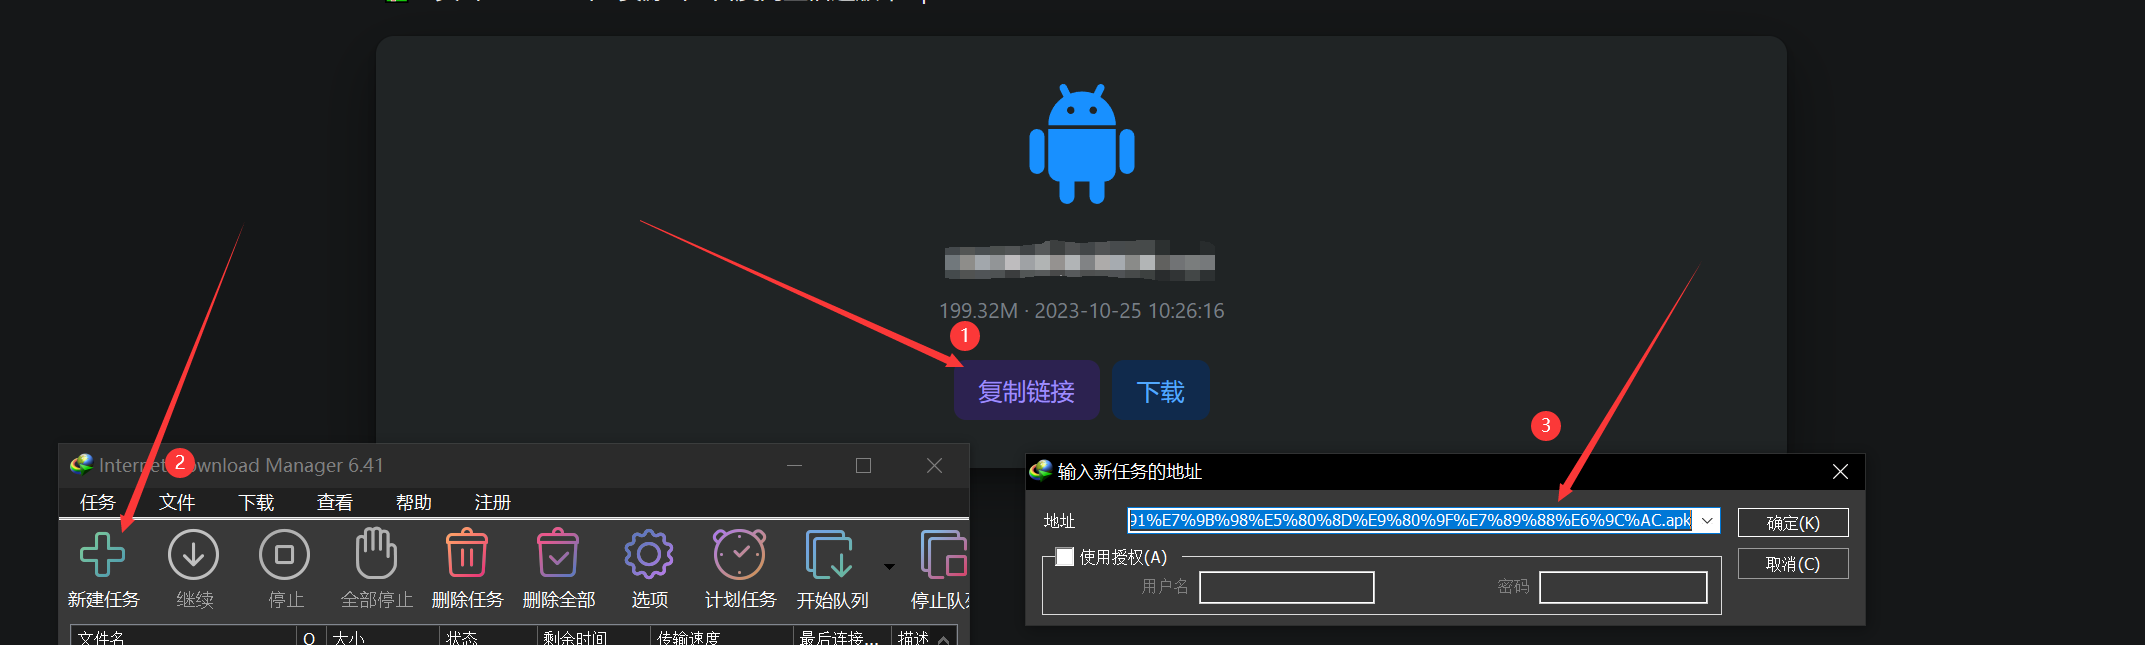 199.32M · 2023-10-25 10:26:16
1
复制链接 下载
3
2
Internet Download Manager 6.41
任务 文件 下载 查看 帮助 注册
新建任务 继续 停止 全部停止 删除任务 删除全部 选项 计划任务 开始队列 停止队列
文件名 Q 大小 状态 剩余时间 传输速度 最后连接... 描述
输入新任务的地址
地址 91%E7%9B%98%E5%80%8D%E9%80%9F%E7%89%88%E6%9C%AC.apk 确定(K)
使用授权(A) 取消(C)
用户名 密码